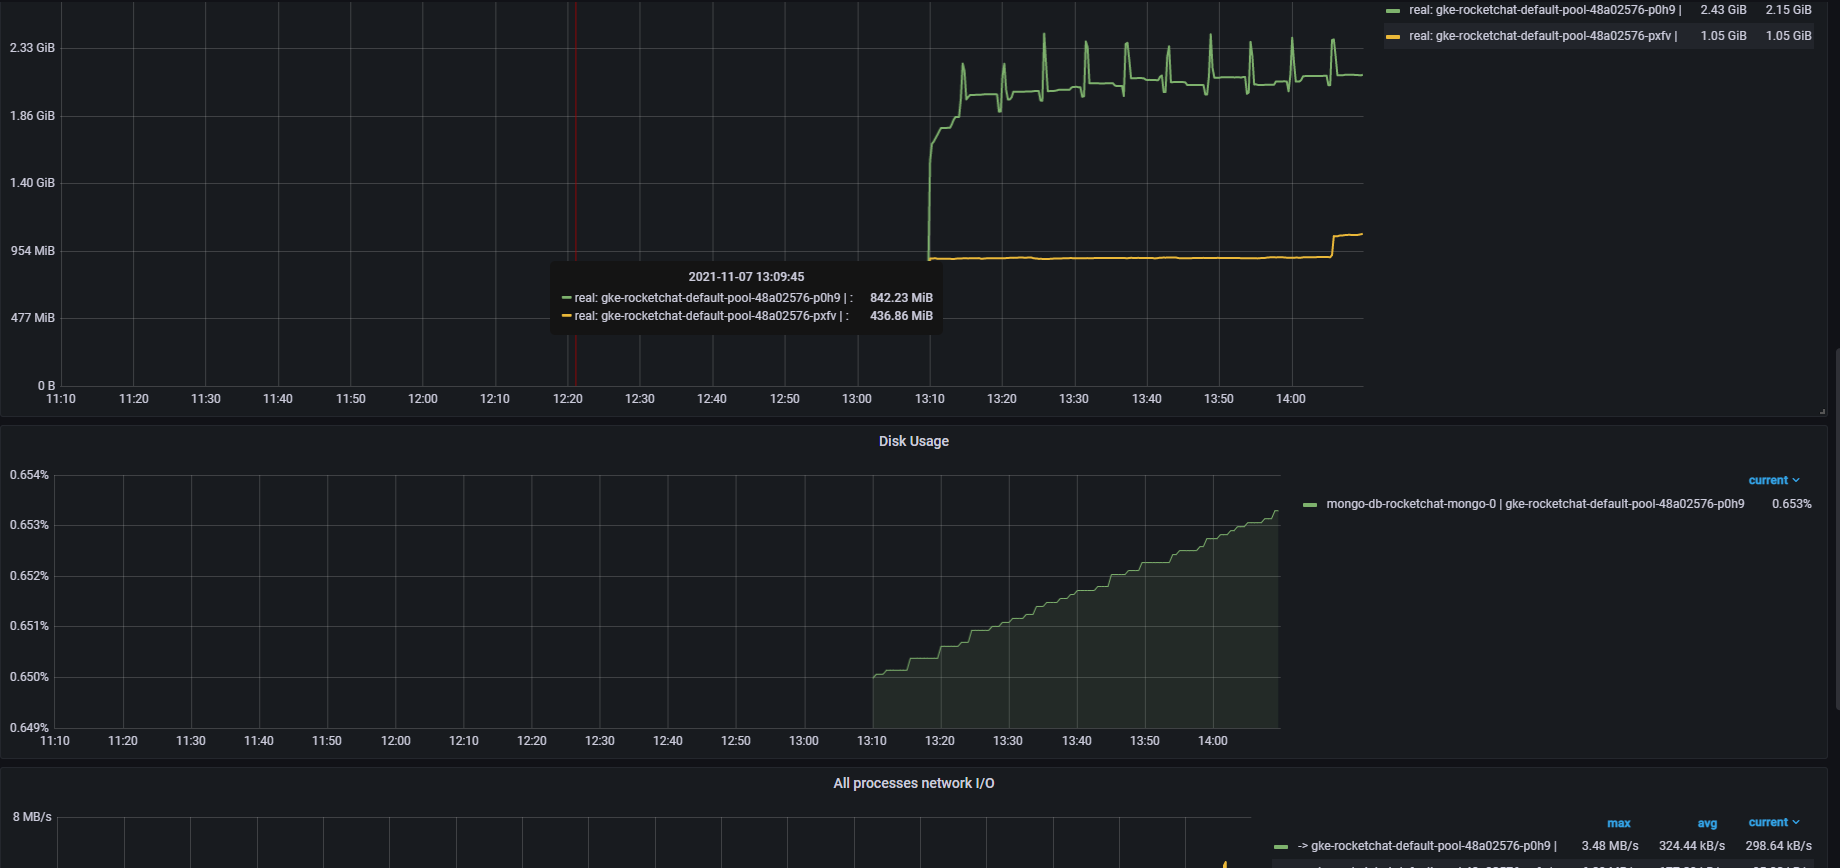 real: gke-rocketchat-default-pool-48a02576-p0h9 | 2.43 GiB 2.15 GiB
real: gke-rocketchat-default-pool-48a02576-pxfv | 1.05 GiB 1.05 GiB
2.33 GiB
1.86 GiB
1.40 GiB
954 MiB
477 MiB
0 B
2021-11-07 13:09:45
real: gke-rocketchat-default-pool-48a02576-p0h9 | : 842.23 MiB
real: gke-rocketchat-default-pool-48a02576-pxfv | : 436.86 MiB
11:10 11:20 11:30 11:40 11:50 12:00 12:10 12:20 12:30 12:40 12:50 13:00 13:10 13:20 13:30 13:40 13:50 14:00
Disk Usage
0.654%
0.653%
0.652%
0.651%
0.650%
0.649%
current
mongo-db-rocketchat-mongo-0 | gke-rocketchat-default-pool-48a02576-p0h9 0.653%
11:10 11:20 11:30 11:40 11:50 12:00 12:10 12:20 12:30 12:40 12:50 13:00 13:10 13:20 13:30 13:40 13:50 14:00
All processes network I/O
8 MB/s
max avg current
-> gke-rocketchat-default-pool-48a02576-p0h9 | 3.48 MB/s 324.44 kB/s 298.64 kB/s